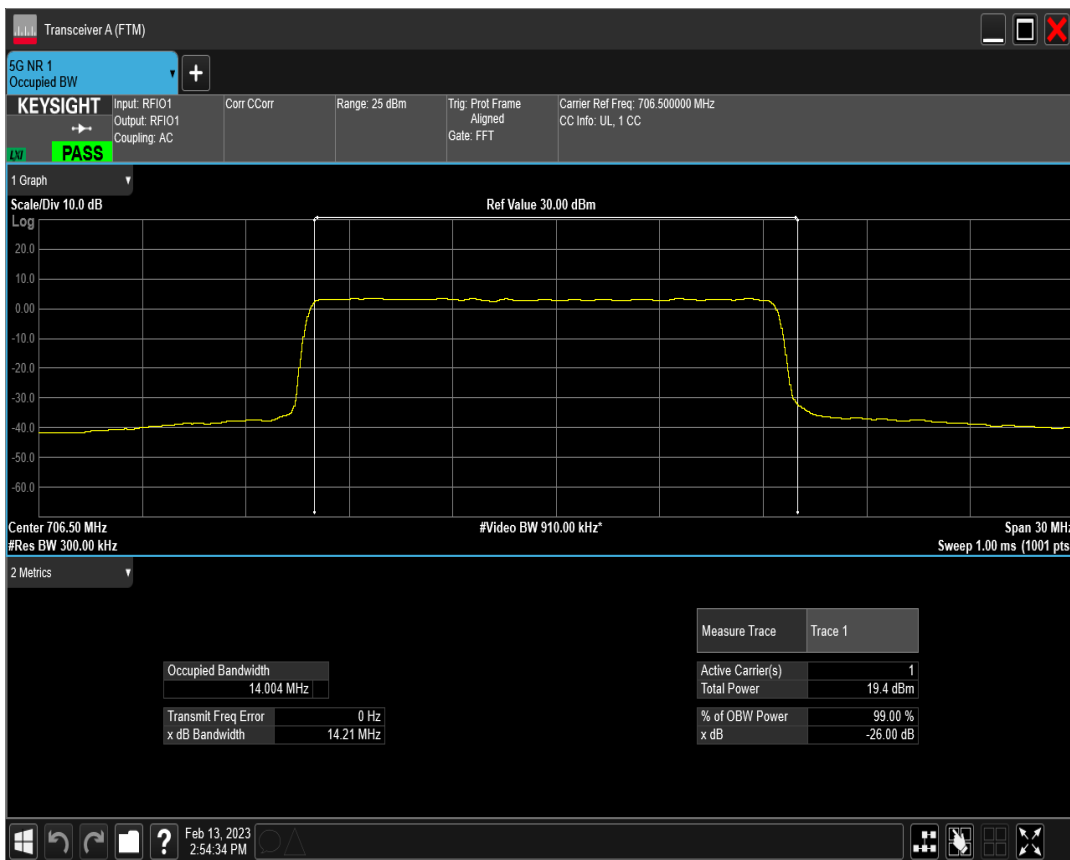 Transceiver A (FTM)
5G NR 1
Occupied BW
+
KEYSIGHT
LXI
PASS
Input: RFIO1
Output: RFIO1
Coupling: AC
Corr CCorr
Range: 25 dBm
Trig: Prot Frame
Aligned
Gate: FFT
Carrier Ref Freq: 706.500000 MHz
CC Info: UL, 1 CC
1 Graph
Scale/Div 10.0 dB
Ref Value 30.00 dBm
Log
20.0
10.0
0.00
-10.0
-20.0
-30.0
-40.0
-50.0
-60.0
Center 706.50 MHz
#Video BW 910.00 kHz*
Span 30 MHz
#Res BW 300.00 kHz
Sweep 1.00 ms (1001 pts
2 Metrics
Measure Trace Trace 1
Occupied Bandwidth
14.004 MHz
Active Carrier(s) 1
Total Power 19.4 dBm
Transmit Freq Error 0 Hz
x dB Bandwidth 14.21 MHz
% of OBW Power 99.00 %
x dB -26.00 dB
?
Feb 13, 2023
2:54:34 PM